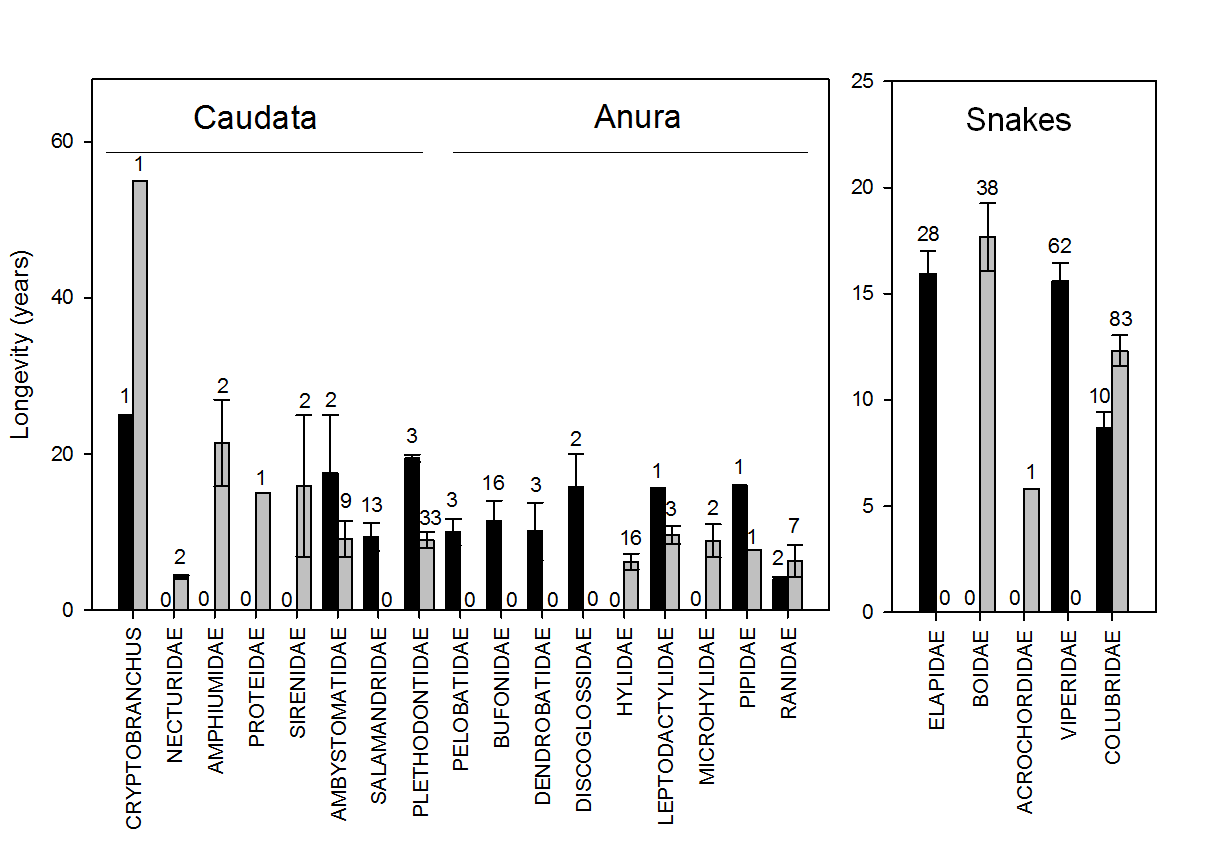 Caudata
Anura
Snakes
Longevity (years)
60
40
20
0
25
20
15
10
5
0
1
1
0
2
0
2
0
1
0
2
2
9
13
0
3
33
3
0
16
0
3
0
2
0
0
16
1
3
0
2
1
1
2
7
28
0
0
38
0
1
62
0
10
83
CRYPTOBRANCHUS
NECTURIDAE
AMPHIUMIDAE
PROTEIDAE
SIRENIDAE
AMBYSTOMATIDAE
SALAMANDRIDAE
PLETHODONTIDAE
PELOBATIDAE
BUFONIDAE
DENDROBATIDAE
DISCOGLOSSIDAE
HYLIDAE
LEPTODACTYLIDAE
MICROHYLIDAE
PIPIDAE
RANIDAE
ELAPIDAE
BOIDAE
ACROCHORDIDAE
VIPERIDAE
COLUBRIDAE